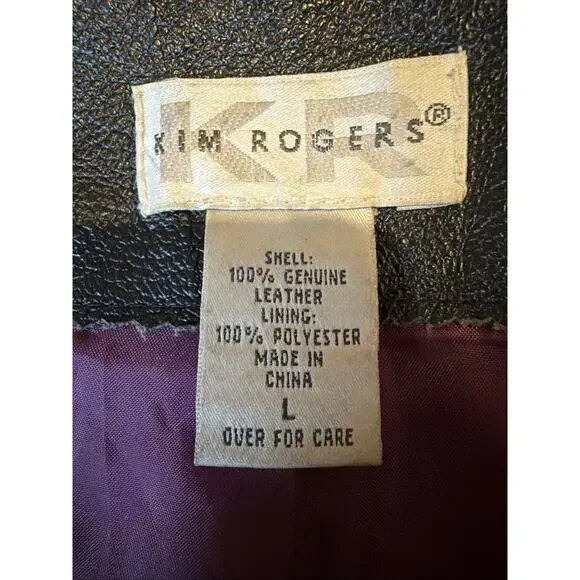 KR
KIM ROGERS®
SHELL:
100% GENUINE
LEATHER
LINING:
100% POLYESTER
MADE IN
CHINA
L
OVER FOR CARE